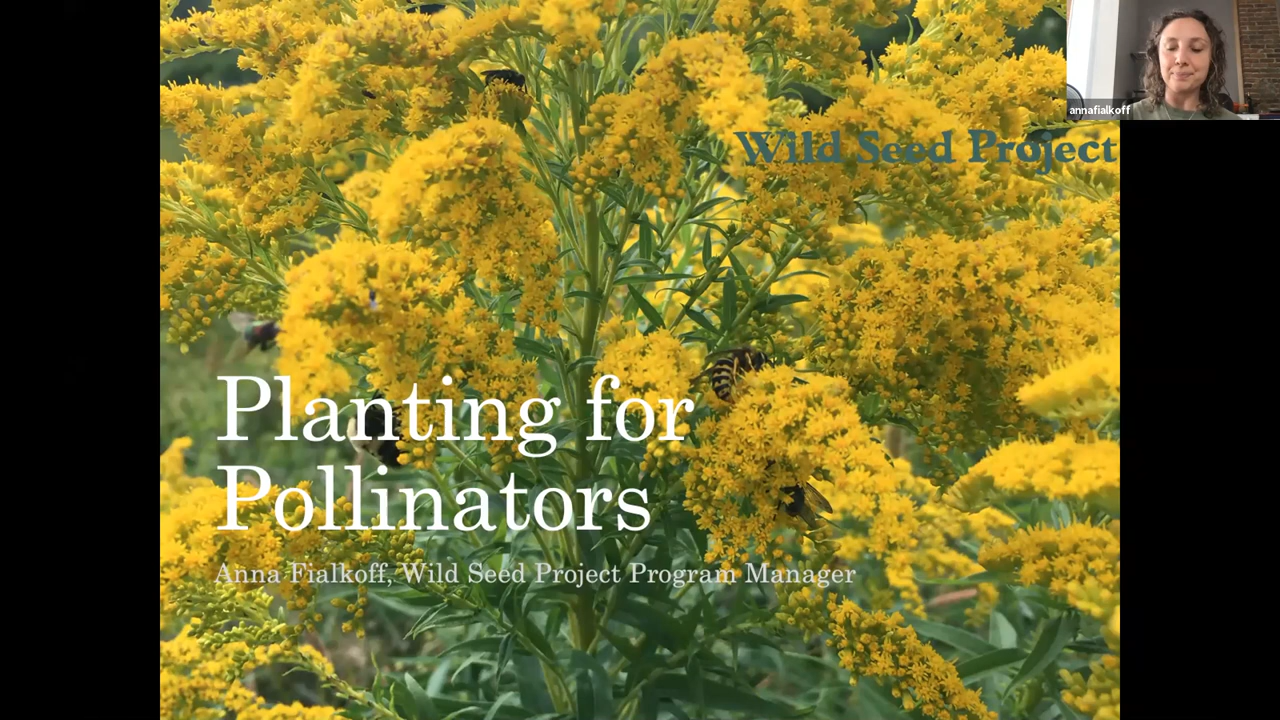 annafialkoff
Wild Seed Project
Planting for
Pollinators
Anna Fialkoff, Wild Seed Project Program Manager